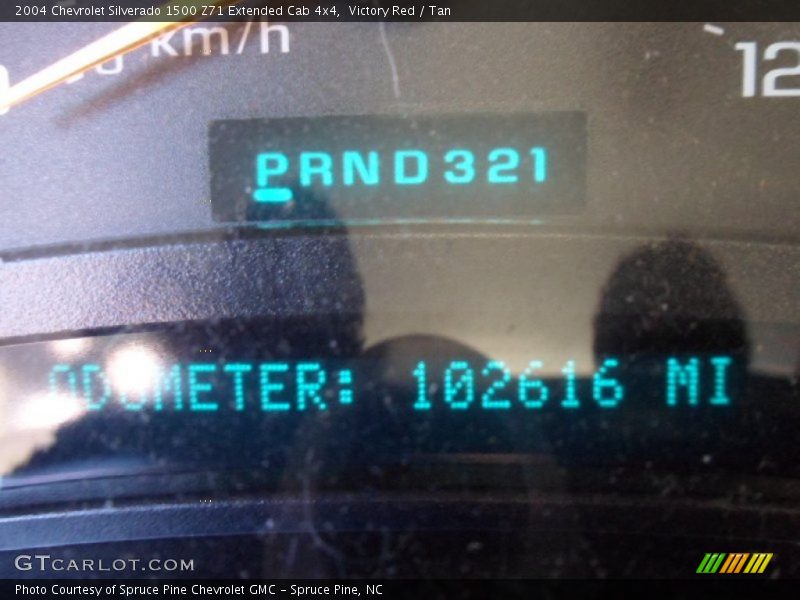 2004 Chevrolet Silverado 1500 Z71 Extended Cab 4x4, Victory Red / Tan
km/h
12
PRND321
ODOMETER: 102616 MI
GTCARLOT.COM
Photo Courtesy of Spruce Pine Chevrolet GMC – Spruce Pine, NC